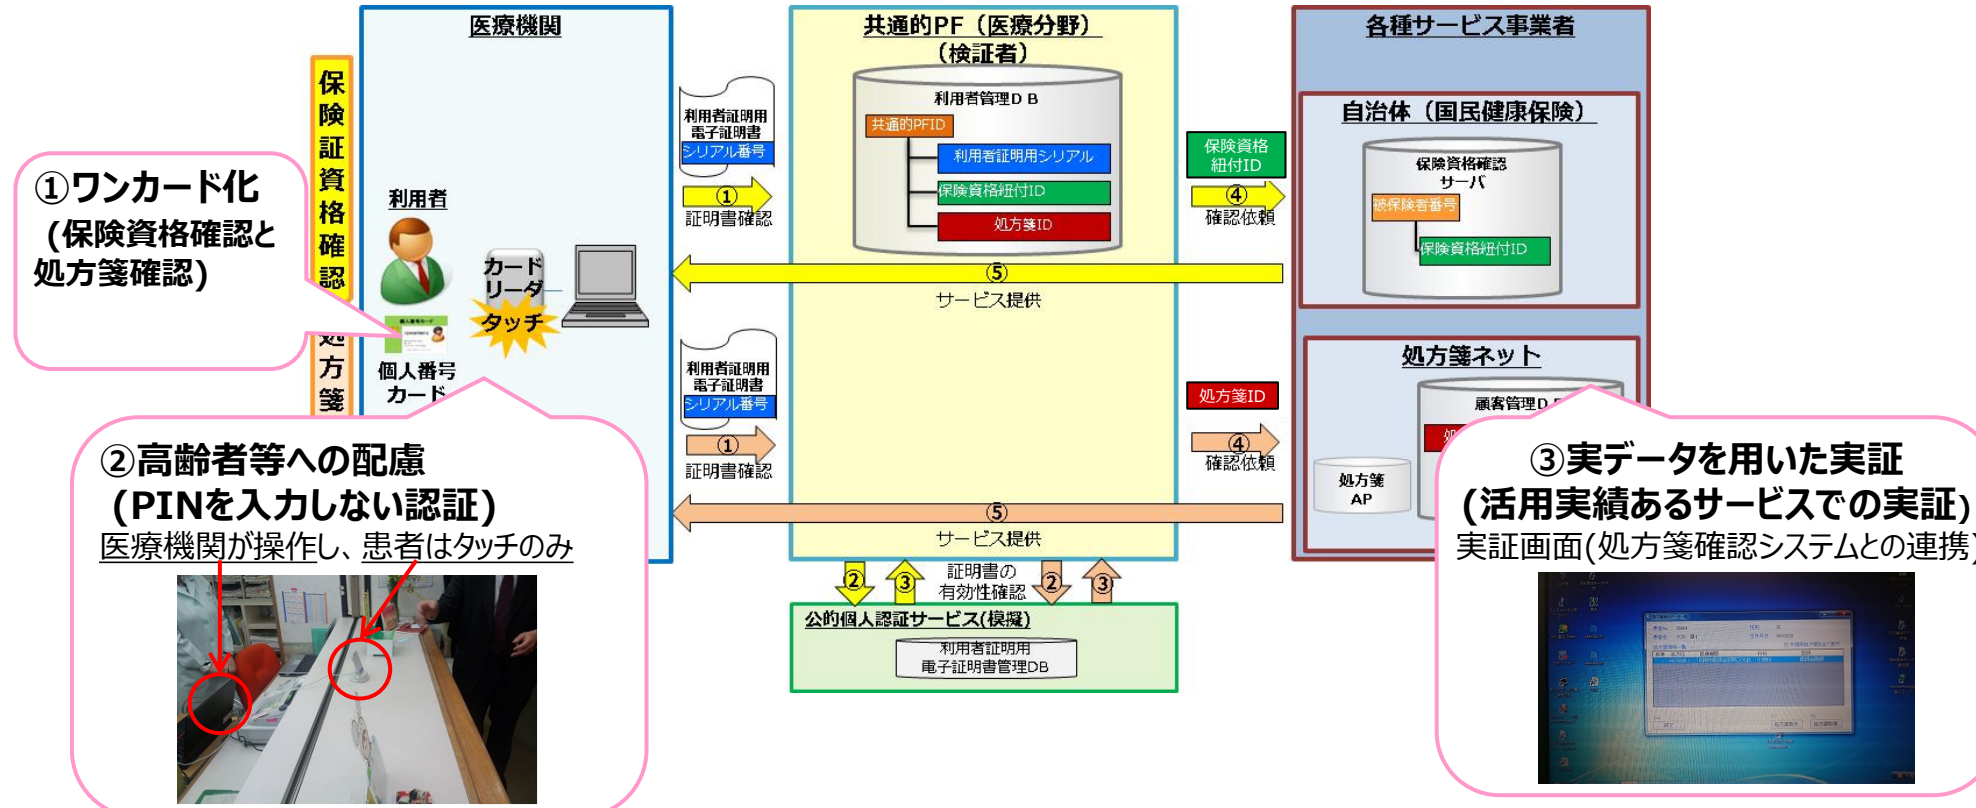 医療機関
共通的PF（医療分野）
（検証者）
各種サービス事業者
保険証資格確認
方箋
①ワンカード化
(保険資格確認と
処方箋確認)
利用者
カード
リーダ
タッチ
個人番号カード
個人番号
カード
利用者証明用
電子証明書
シリアル番号
①
証明書確認
利用者管理DB
共通的PFID
利用者証明用シリアル
保険資格紐付ID
処方箋ID
保険資格
紐付ID
④
確認依頼
自治体（国民健康保険）
保険資格確認
サーバ
被保険者番号
保険資格紐付ID
⑤
サービス提供
利用者証明用
電子証明書
シリアル番号
①
証明書確認
処方箋ID
④
確認依頼
処方箋ネット
顧客管理D
処方箋
AP
⑤
サービス提供
②
③
証明書の
有効性確認
②
③
公的個人認証サービス(模擬)
利用者証明用
電子証明書管理DB
②高齢者等への配慮
(PINを入力しない認証)
医療機関が操作し、患者はタッチのみ
③実データを用いた実証
(活用実績あるサービスでの実証)
実証画面(処方箋確認システムとの連携)